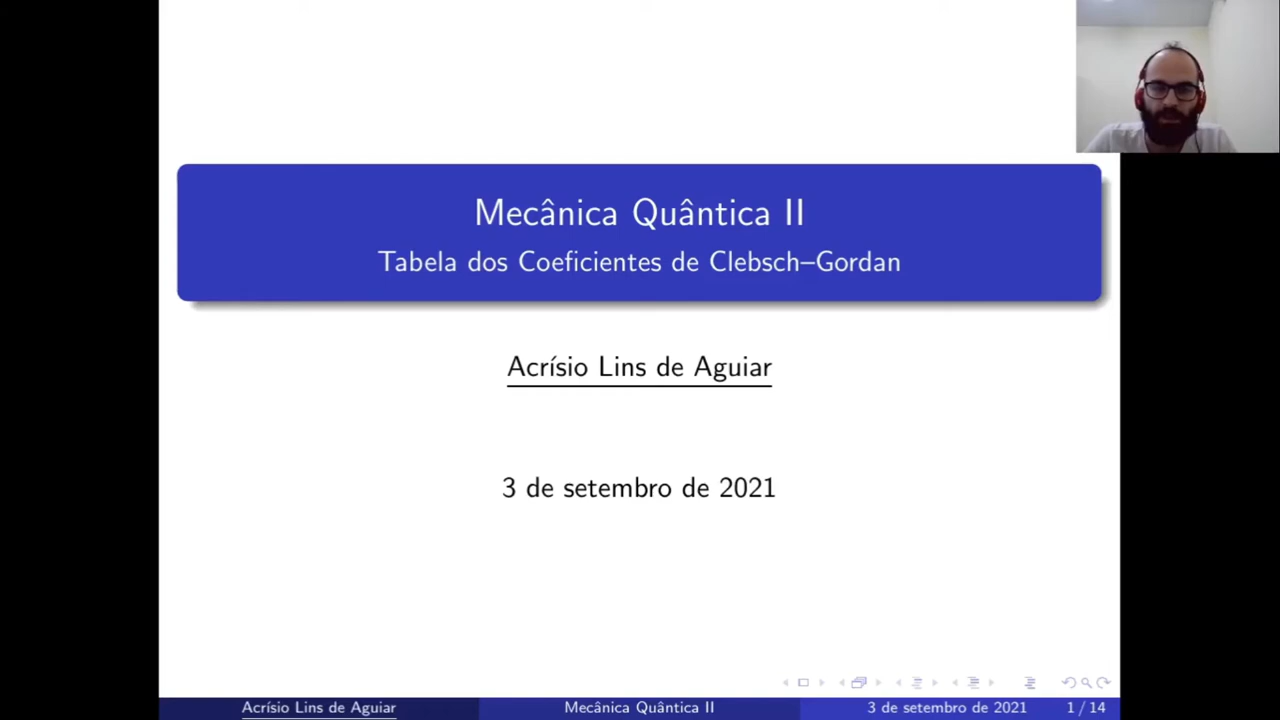 Mecânica Quântica II
Tabela dos Coeficientes de Clebsch–Gordan
Acrísio Lins de Aguiar
3 de setembro de 2021
Acrísio Lins de Aguiar
Mecânica Quântica II
3 de setembro de 2021
1 / 14